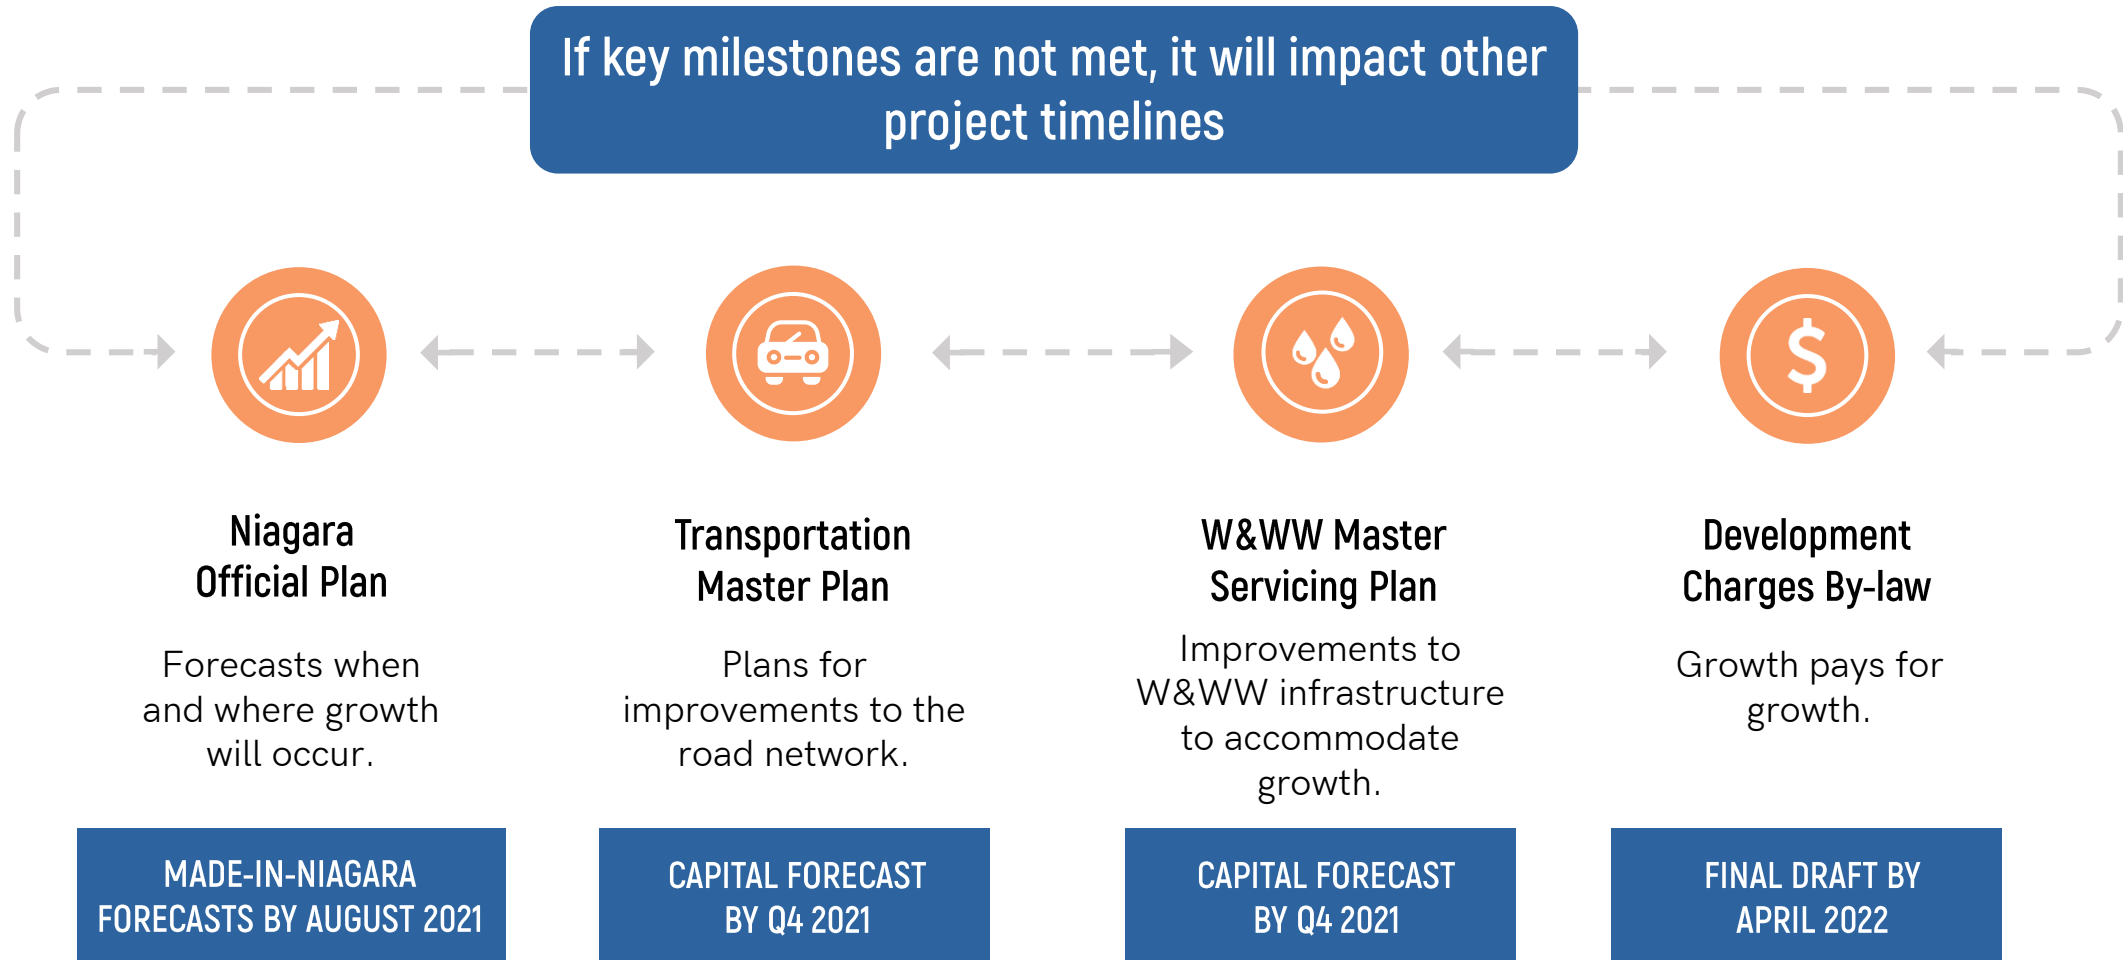 If key milestones are not met, it will impact other
project timelines
Niagara
Official Plan
Forecasts when
and where growth
will occur.
MADE-IN-NIAGARA
FORECASTS BY AUGUST 2021
Transportation
Master Plan
Plans for
improvements to the
road network.
CAPITAL FORECAST
BY Q4 2021
W&WW Master
Servicing Plan
Improvements to
W&WW infrastructure
to accommodate
growth.
CAPITAL FORECAST
BY Q4 2021
Development
Charges By-law
Growth pays for
growth.
FINAL DRAFT BY
APRIL 2022